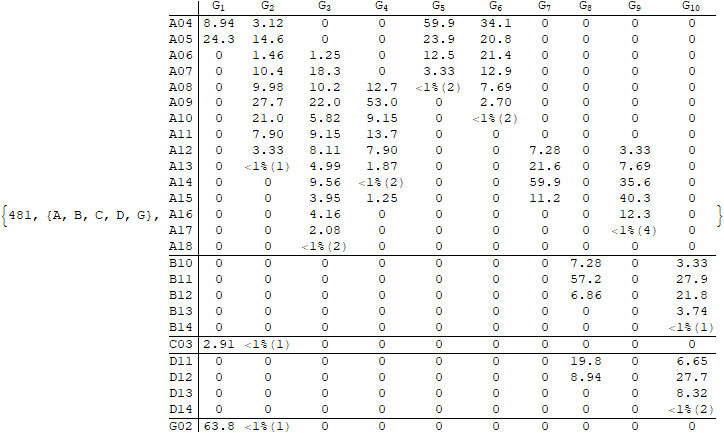 G1 G2 G3 G4 G5 G6 G7 G8 G9 G10
A04 8.94 3.12 0 0 59.9 34.1 0 0 0 0
A05 24.3 14.6 0 0 23.9 20.8 0 0 0 0
A06 0 1.46 1.25 0 12.5 21.4 0 0 0 0
A07 0 10.4 18.3 0 3.33 12.9 0 0 0 0
A08 0 9.98 10.2 12.7 <1%(2) 7.69 0 0 0 0
A09 0 27.7 22.0 53.0 0 2.70 0 0 0 0
A10 0 21.0 5.82 9.15 0 <1%(2) 0 0 0 0
A11 0 7.90 9.15 13.7 0 0 0 0 0 0
A12 0 3.33 8.11 7.90 0 0 7.28 0 3.33 0
A13 0 <1%(1) 4.99 1.87 0 0 21.6 0 7.69 0
A14 0 0 9.56 <1%(2) 0 0 59.9 0 35.6 0
{481, {A, B, C, D, G}, A15 0 0 3.95 1.25 0 0 11.2 0 40.3 0 }
A16 0 0 4.16 0 0 0 0 0 12.3 0
A17 0 0 2.08 0 0 0 0 0 <1%(4) 0
A18 0 0 <1%(2) 0 0 0 0 0 0 0
B10 0 0 0 0 0 0 0 7.28 0 3.33
B11 0 0 0 0 0 0 0 57.2 0 27.9
B12 0 0 0 0 0 0 0 6.86 0 21.8
B13 0 0 0 0 0 0 0 0 0 3.74
B14 0 0 0 0 0 0 0 0 0 <1%(1)
C03 2.91 <1%(1) 0 0 0 0 0 0 0 0
D11 0 0 0 0 0 0 0 19.8 0 6.65
D12 0 0 0 0 0 0 0 8.94 0 27.7
D13 0 0 0 0 0 0 0 0 0 8.32
D14 0 0 0 0 0 0 0 0 0 <1%(2)
G02 63.8 <1%(1) 0 0 0 0 0 0 0 0